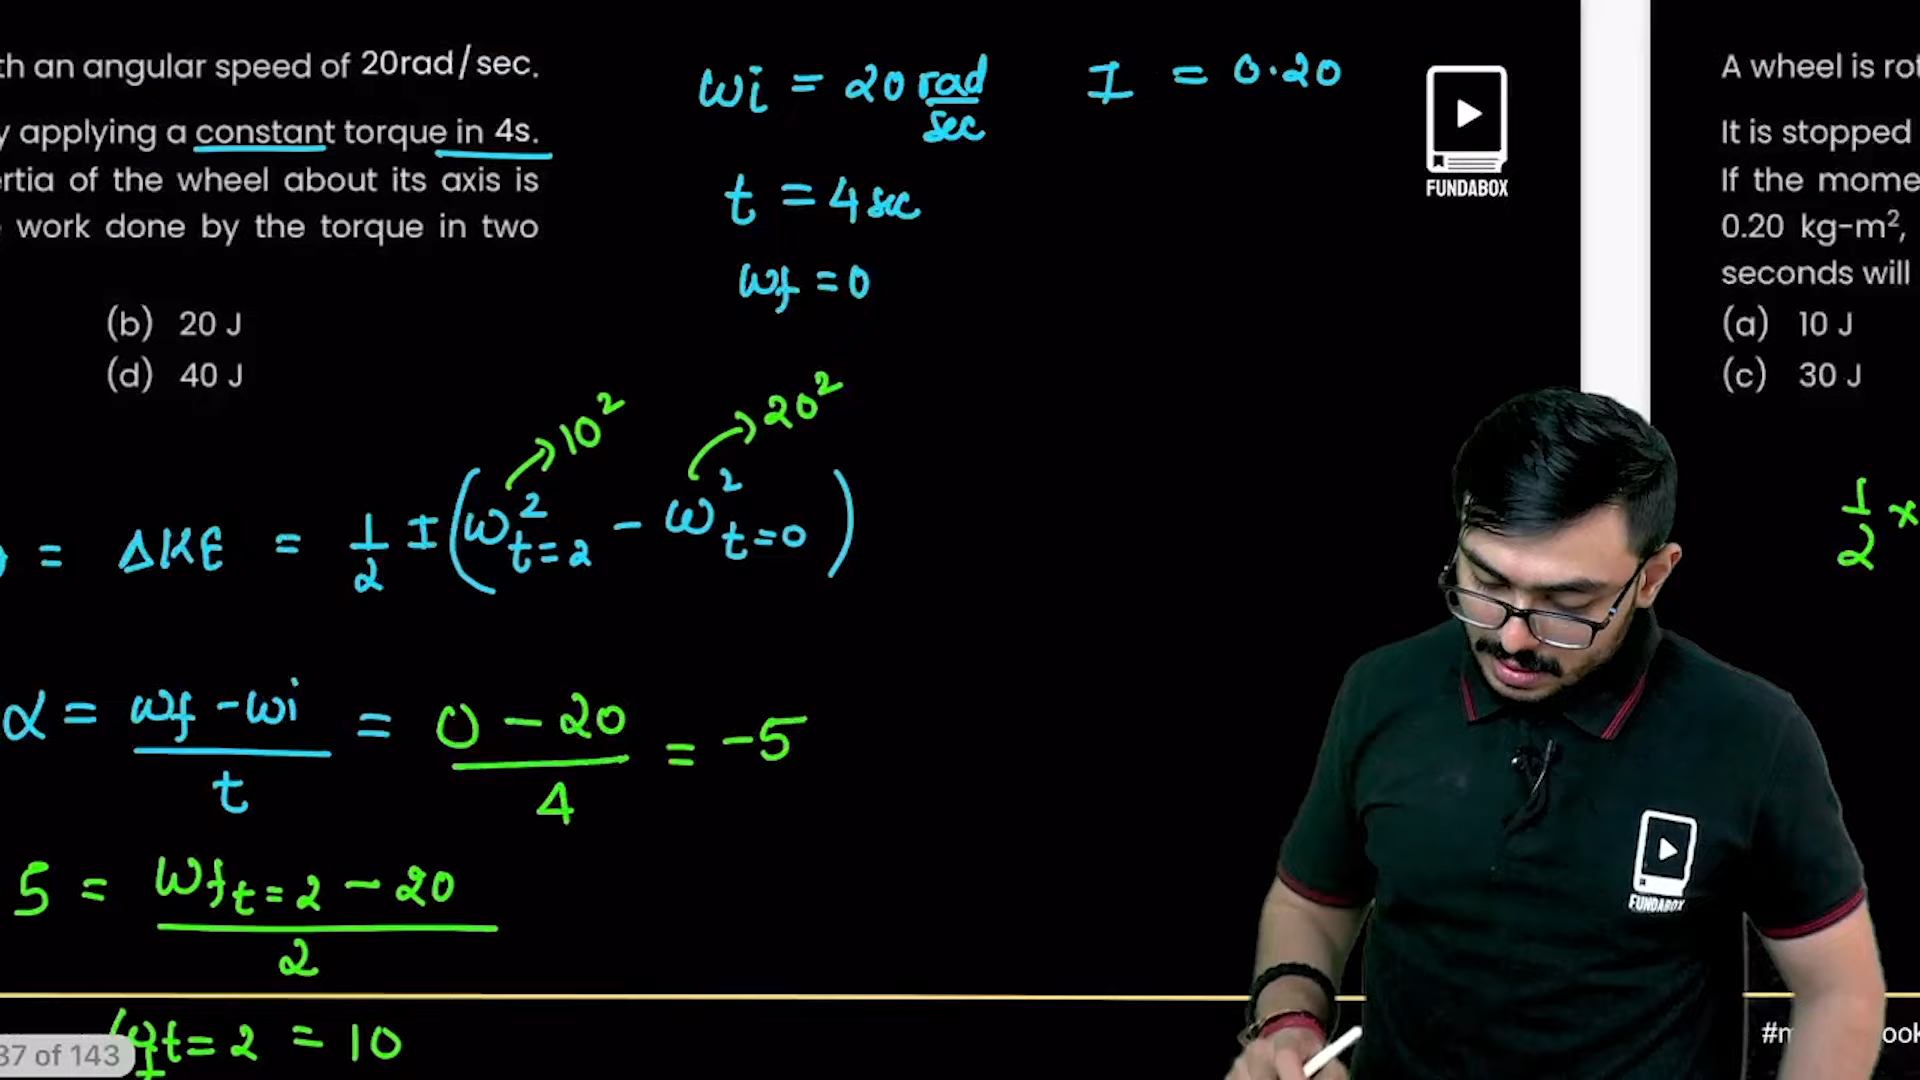 th an angular speed of 20rad/sec.
applying a constant torque in 4s.
ertia of the wheel about its axis is
work done by the torque in two
(b) 20 J
(d) 40 J
ωi = 20 rad/sec
I = 0.20
t = 4 sec
ωf = 0
FUNDABOX
A wheel is rot
It is stopped
If the mome
0.20 kg-m²,
seconds will
(a) 10 J
(c) 30 J
→10² →20²
= ΔKE = 1/2 I (ω²t=2 − ω²t=0)
1/2 ×
α = ωf - ωi / t = 0 − 20 / 4 = -5
5 = ωf t=2 − 20 / 2
ωf t=2 = 10
37 of 143
FUNDABOX